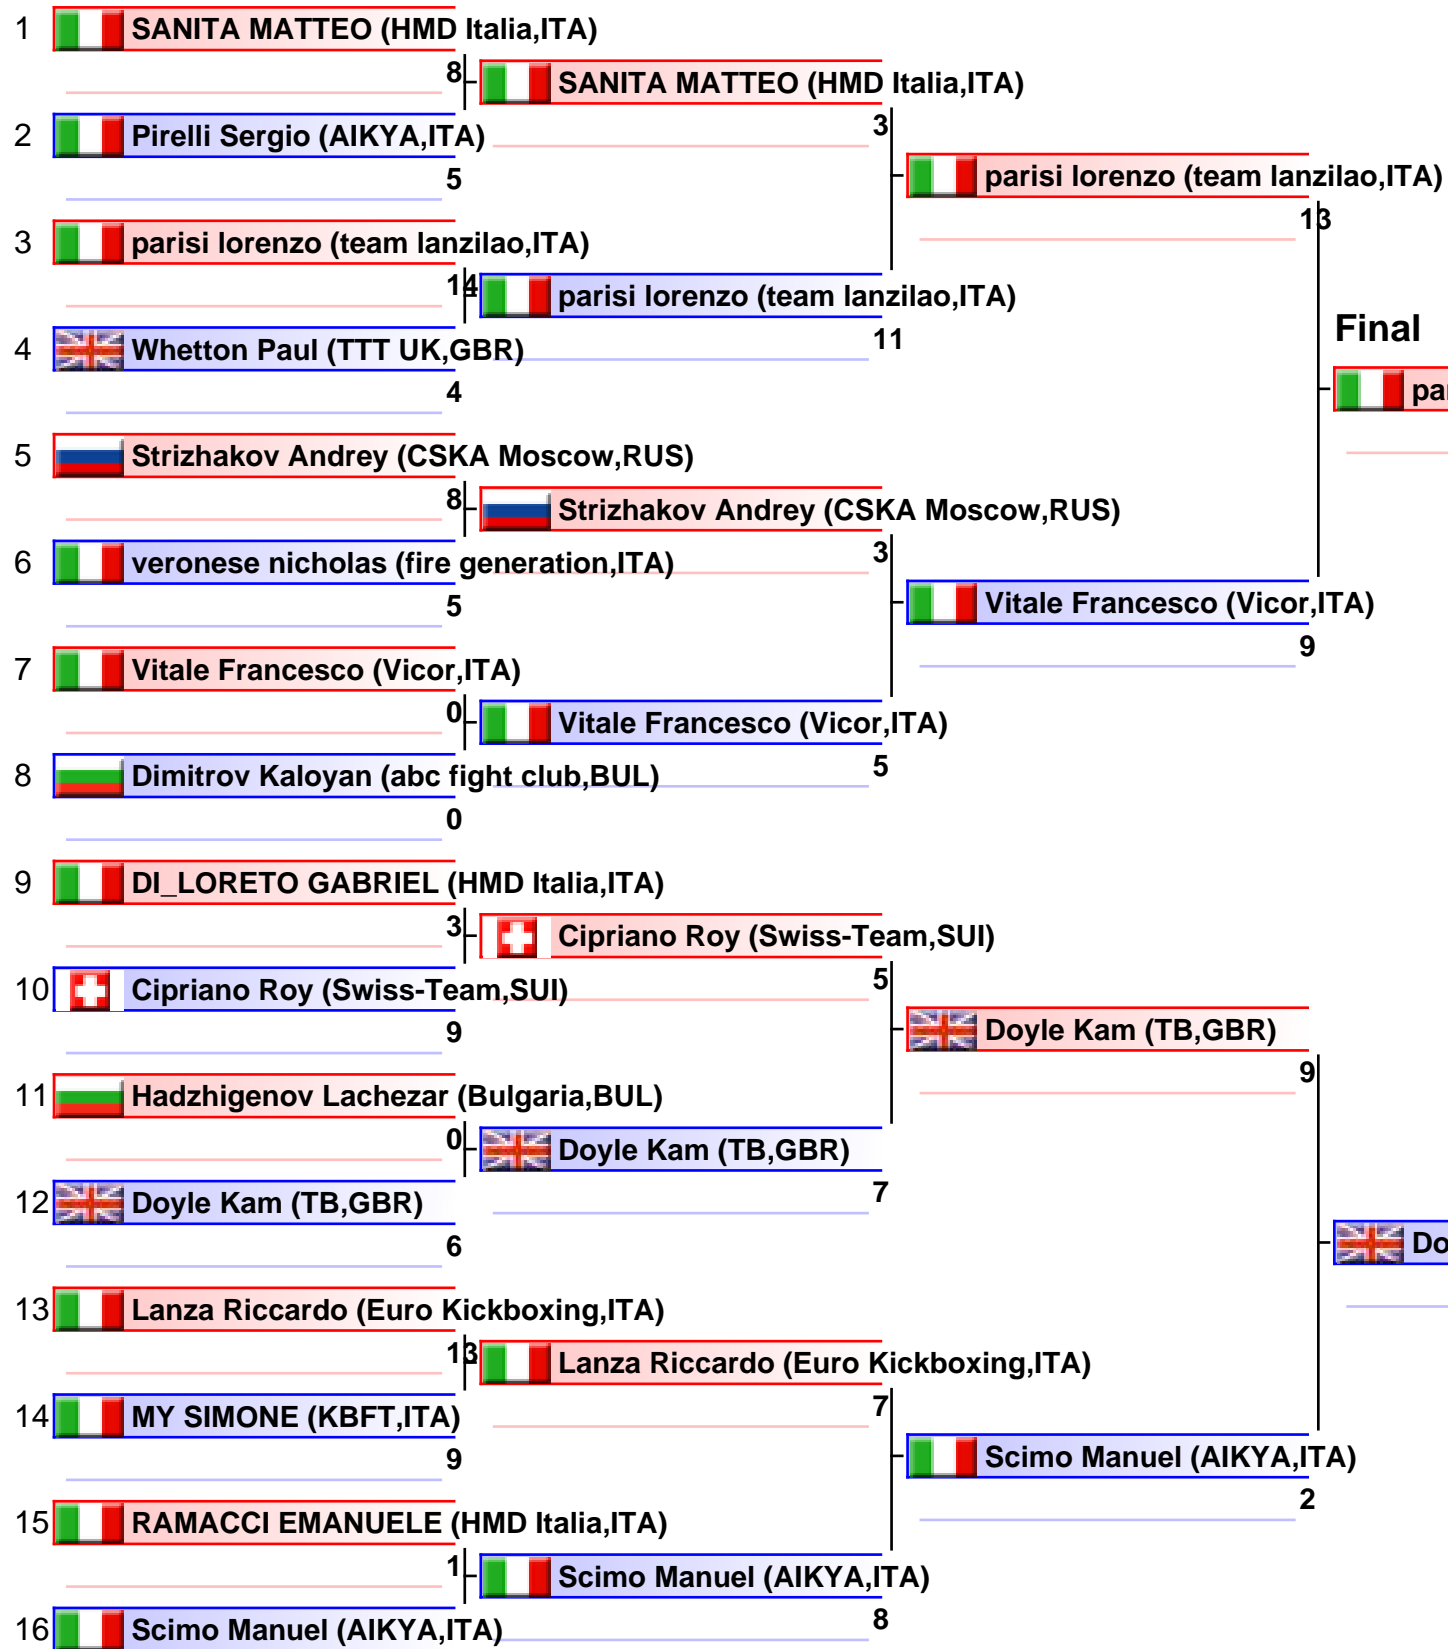 1 SANITA MATTEO (HMD Italia,ITA)
8 SANITA MATTEO (HMD Italia,ITA)
2 Pirelli Sergio (AIKYA,ITA)
3
5
parisi lorenzo (team lanzilao,ITA)
13
3 parisi lorenzo (team lanzilao,ITA)
14 parisi lorenzo (team lanzilao,ITA)
11
4 Whetton Paul (TTT UK,GBR)
4
Final
par
5 Strizhakov Andrey (CSKA Moscow,RUS)
8 Strizhakov Andrey (CSKA Moscow,RUS)
6 veronese nicholas (fire generation,ITA)
3
5
Vitale Francesco (Vicor,ITA)
9
7 Vitale Francesco (Vicor,ITA)
0 Vitale Francesco (Vicor,ITA)
5
8 Dimitrov Kaloyan (abc fight club,BUL)
0
9 DI_LORETO GABRIEL (HMD Italia,ITA)
3 Cipriano Roy (Swiss-Team,SUI)
10 Cipriano Roy (Swiss-Team,SUI)
5
9
Doyle Kam (TB,GBR)
9
11 Hadzhigenov Lachezar (Bulgaria,BUL)
0 Doyle Kam (TB,GBR)
7
12 Doyle Kam (TB,GBR)
6
Do
13 Lanza Riccardo (Euro Kickboxing,ITA)
13 Lanza Riccardo (Euro Kickboxing,ITA)
7
14 MY SIMONE (KBFT,ITA)
9
Scimo Manuel (AIKYA,ITA)
2
15 RAMACCI EMANUELE (HMD Italia,ITA)
1 Scimo Manuel (AIKYA,ITA)
8
16 Scimo Manuel (AIKYA,ITA)